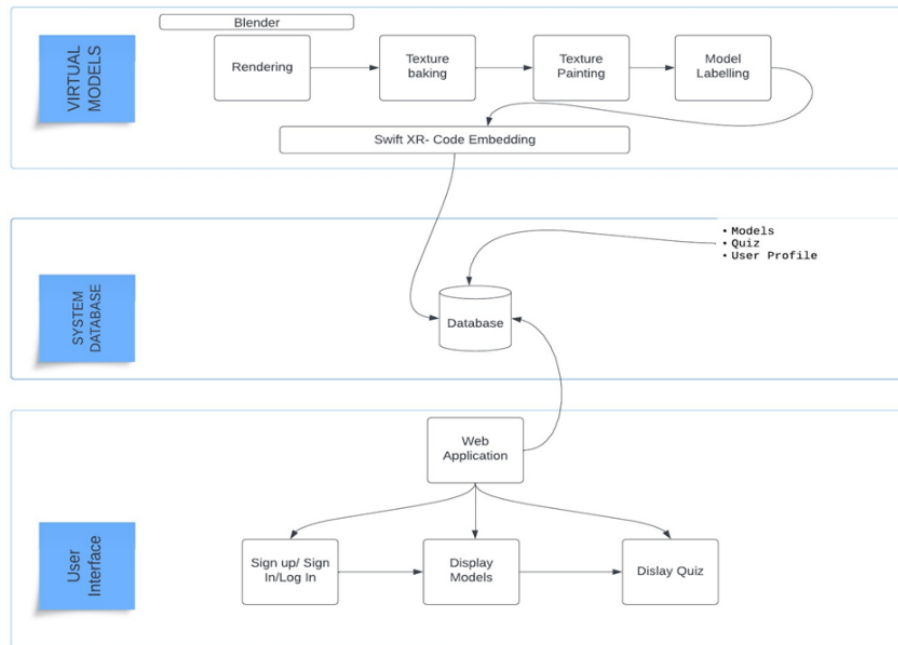 Blender
VIRTUAL
MODELS
Rendering
Texture
baking
Texture
Painting
Model
Labelling
Swift XR- Code Embedding
• Models
• Quiz
• User Profile
SYSTEM
DATABASE
Database
Web
Application
User
Interface
Sign up/ Sign
In/Log In
Display
Models
Dislay Quiz